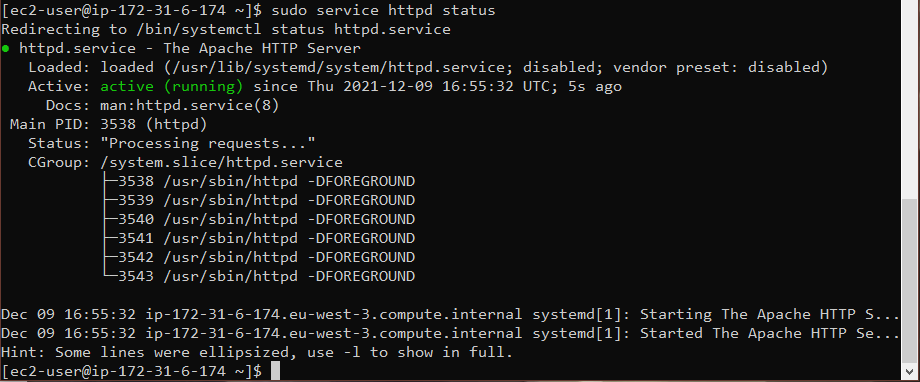 [ec2-user@ip-172-31-6-174 ~]$ sudo service httpd status
Redirecting to /bin/systemctl status httpd.service
● httpd.service - The Apache HTTP Server
   Loaded: loaded (/usr/lib/systemd/system/httpd.service; disabled; vendor preset: disabled)
   Active: active (running) since Thu 2021-12-09 16:55:32 UTC; 5s ago
     Docs: man:httpd.service(8)
 Main PID: 3538 (httpd)
   Status: "Processing requests..."
   CGroup: /system.slice/httpd.service
           ├─3538 /usr/sbin/httpd -DFOREGROUND
           ├─3539 /usr/sbin/httpd -DFOREGROUND
           ├─3540 /usr/sbin/httpd -DFOREGROUND
           ├─3541 /usr/sbin/httpd -DFOREGROUND
           ├─3542 /usr/sbin/httpd -DFOREGROUND
           └─3543 /usr/sbin/httpd -DFOREGROUND

Dec 09 16:55:32 ip-172-31-6-174.eu-west-3.compute.internal systemd[1]: Starting The Apache HTTP S...
Dec 09 16:55:32 ip-172-31-6-174.eu-west-3.compute.internal systemd[1]: Started The Apache HTTP Se...
Hint: Some lines were ellipsized, use -l to show in full.
[ec2-user@ip-172-31-6-174 ~]$